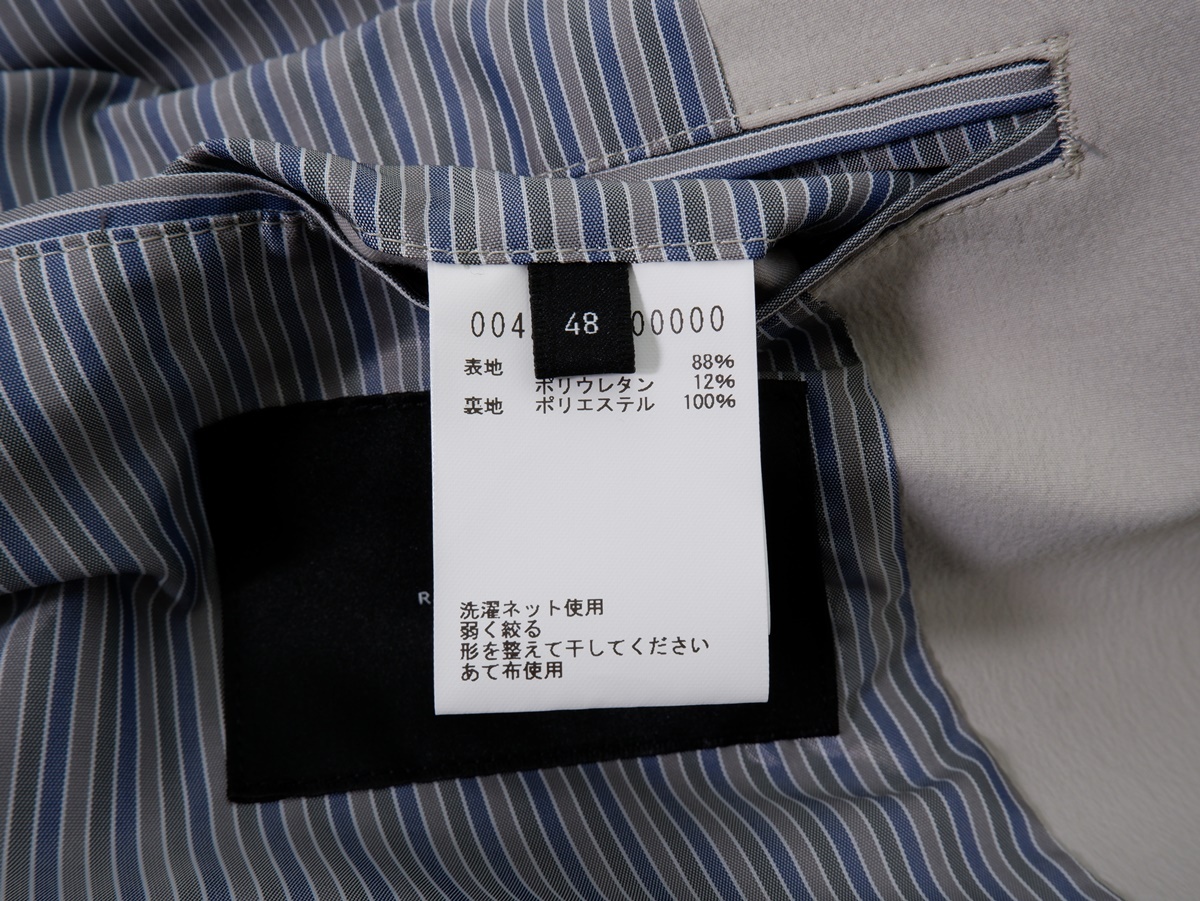 004 48 00000
表地 88%
ポリウレタン 12%
裏地 ポリエステル 100%
R
洗濯ネット使用
弱く絞る
形を整えて干してください
あて布使用